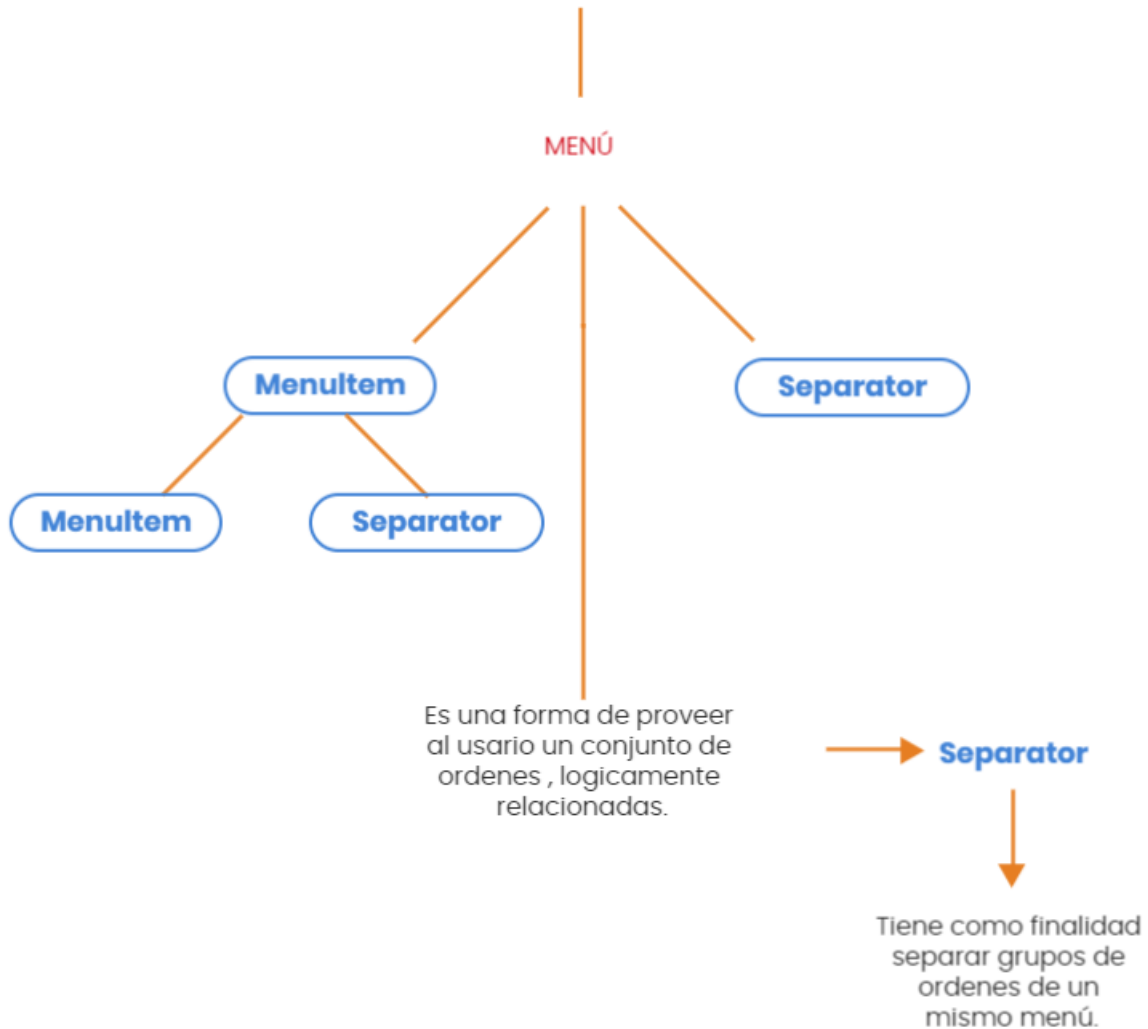 MENÚ
MenuItem
Separator
MenuItem
Separator
Es una forma de proveer
al usario un conjunto de
ordenes , logicamente
relacionadas.
Separator
Tiene como finalidad
separar grupos de
ordenes de un
mismo menú.